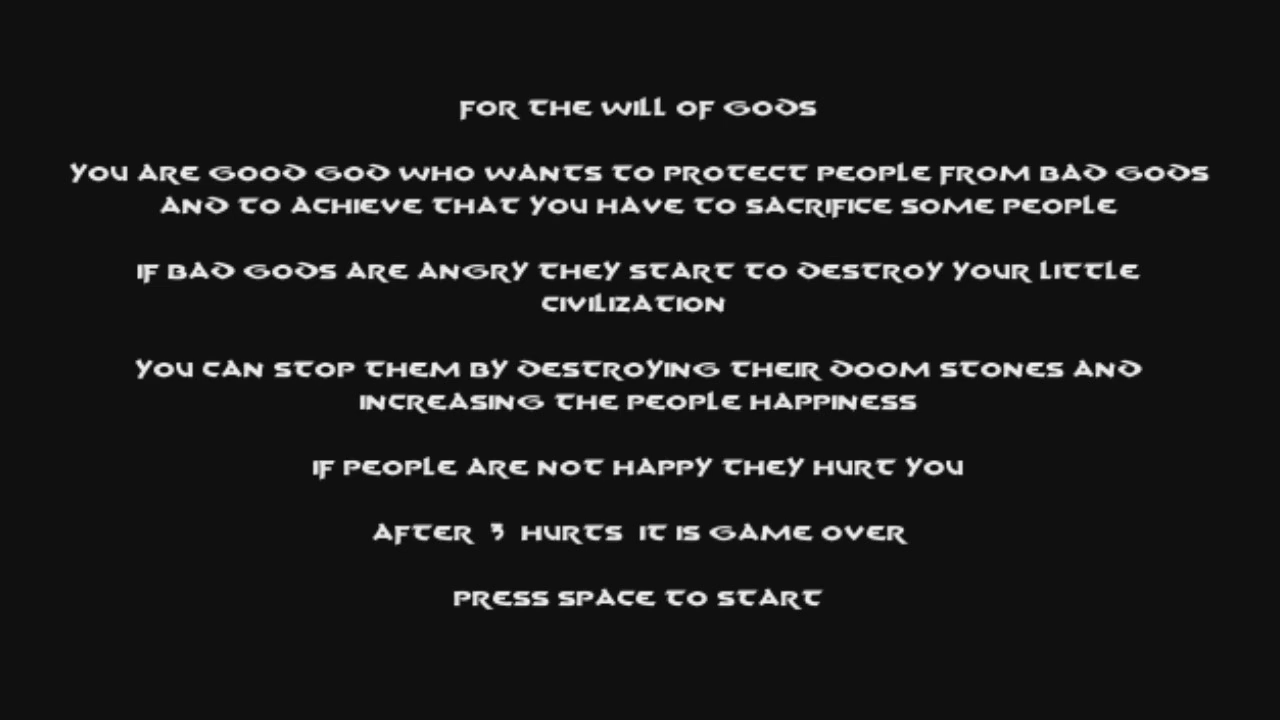 FOR THE WILL OF GODS
YOU ARE GOOD GOD WHO WANTS TO PROTECT PEOPLE FROM BAD GODS
AND TO ACHIEVE THAT YOU HAVE TO SACRIFICE SOME PEOPLE
IF BAD GODS ARE ANGRY THEY START TO DESTROY YOUR LITTLE
CIVILIZATION
YOU CAN STOP THEM BY DESTROYING THEIR DOOM STONES AND
INCREASING THE PEOPLE HAPPINESS
IF PEOPLE ARE NOT HAPPY THEY HURT YOU
AFTER 3 HURTS IT IS GAME OVER
PRESS SPACE TO START